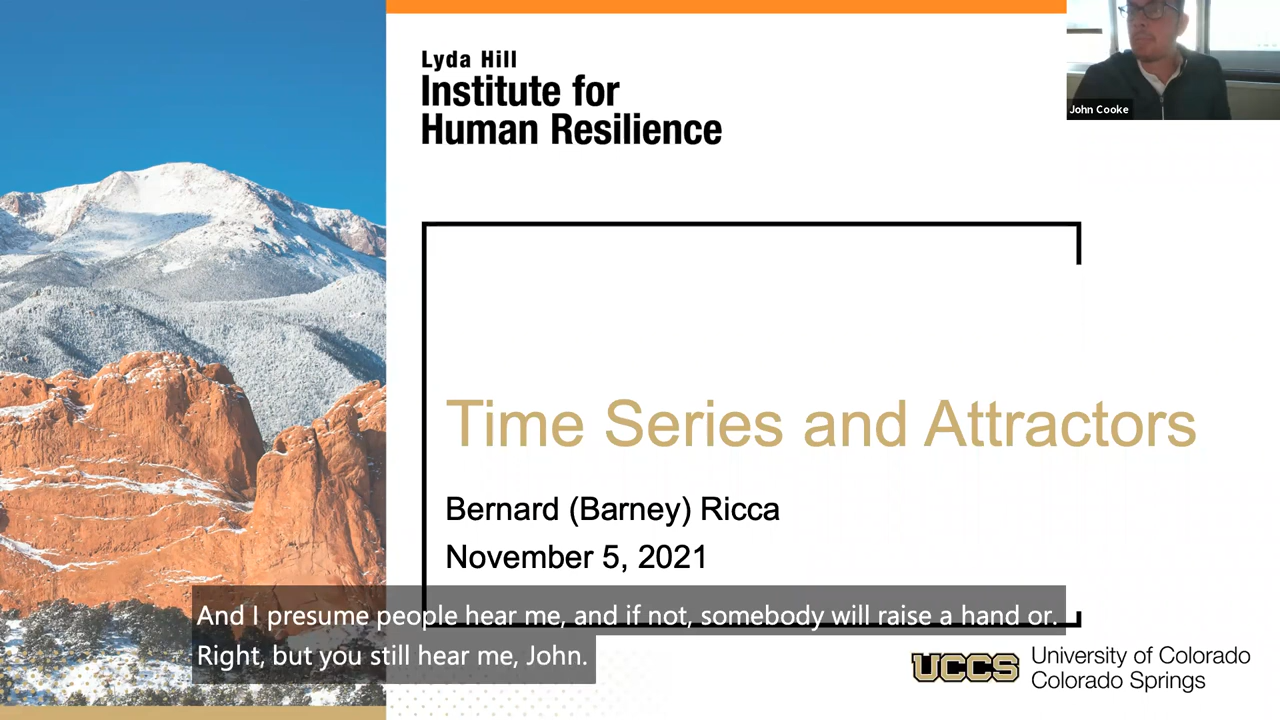 Lyda Hill
Institute for
Human Resilience
John Cooke
Time Series and Attractors
Bernard (Barney) Ricca
November 5, 2021
And I presume people hear me, and if not, somebody will raise a hand or.
Right, but you still hear me, John.
UCCS
University of Colorado
Colorado Springs